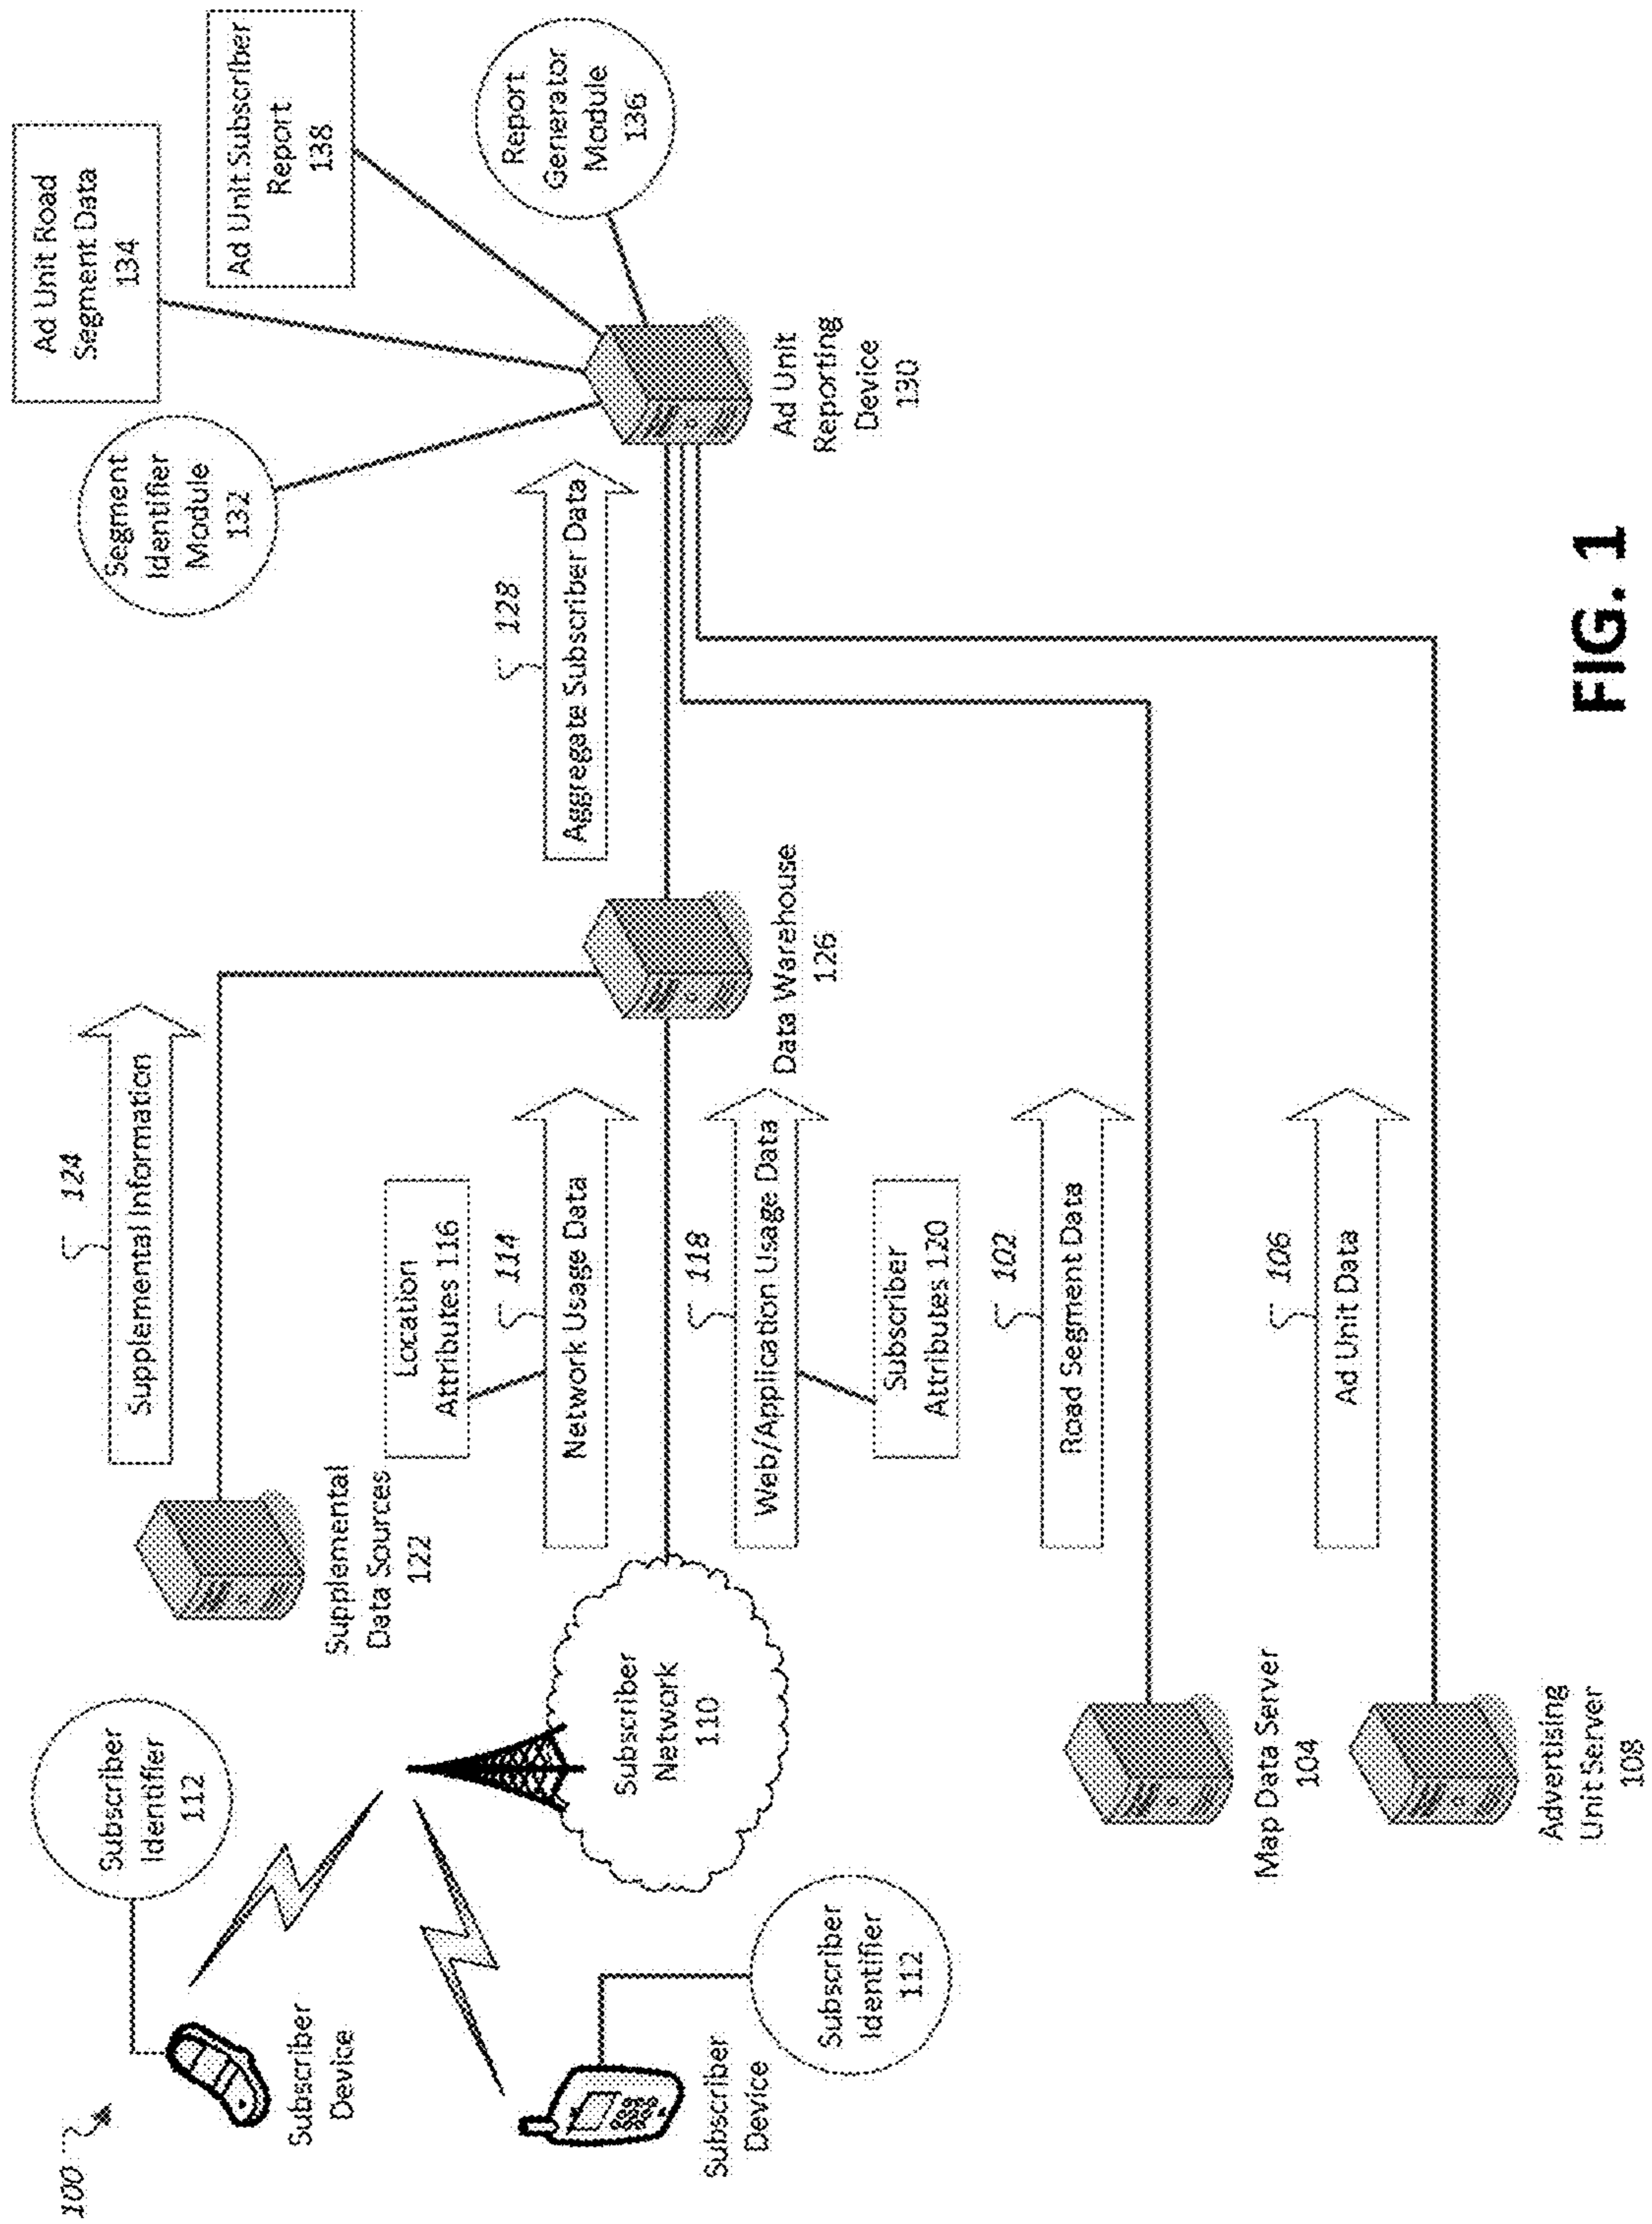 100
Subscriber
Device
Subscriber
Identifier
112
Subscriber
Device
Subscriber
Identifier
112
Subscriber
Network
110
Supplemental
Data Sources
122
124
Supplemental Information
Location
Attributes 116
114
Network Usage Data
118
Web/Application Usage Data
Subscriber
Attributes 120
102
Road Segment Data
106
Ad Unit Data
Map Data Server
104
Advertising
Unit Server
108
Data Warehouse
126
128
Aggregate Subscriber Data
Segment
Identifier
Module
132
Ad Unit Road
Segment Data
134
Ad Unit Subscriber
Report
138
Report
Generator
Module
136
Ad Unit
Reporting
Device
130
FIG. 1